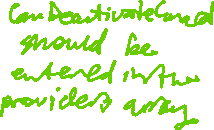 CanDeactivateGuard
should be
entered in the
providers array